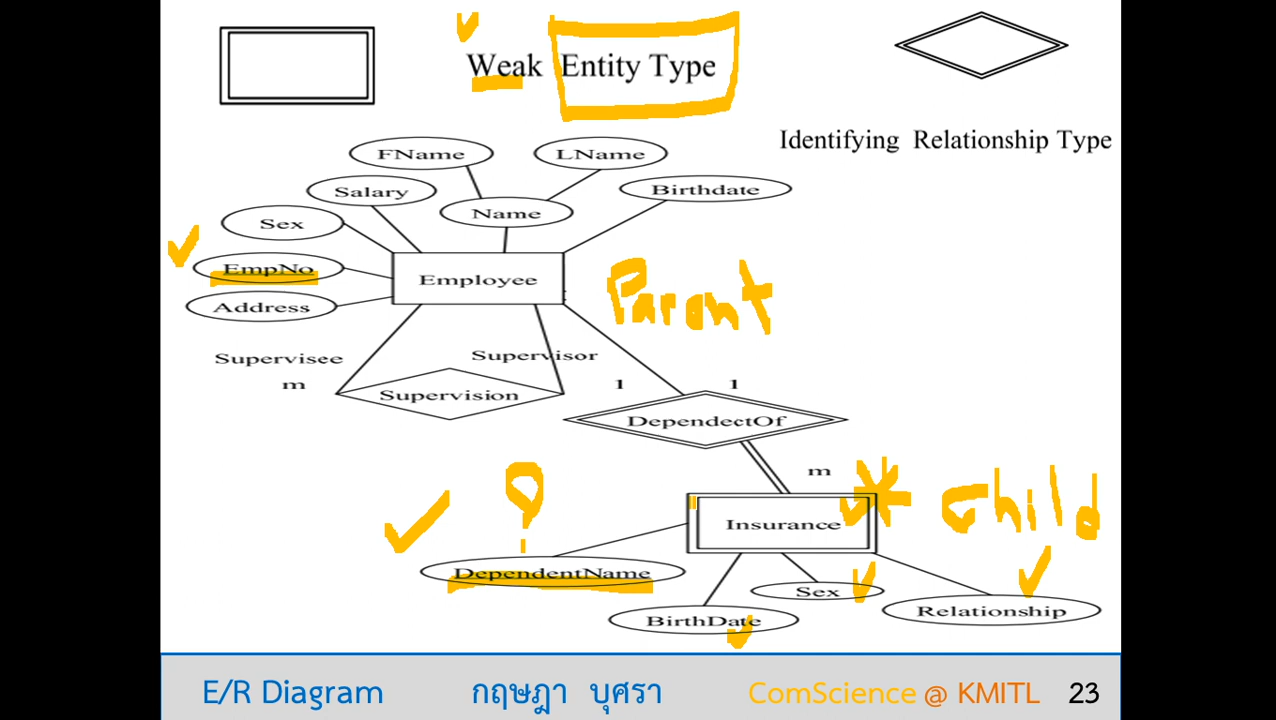 Weak Entity Type
Identifying Relationship Type
FName
LName
Salary
Birthdate
Name
Sex
EmpNo
Employee
Address
Parent
Supervisee
Supervisor
m
1
1
Supervision
DependectOf
m
Insurance
Child
?
DependentName
Sex
BirthDate
Relationship
E/R Diagram กฤษฎา บุศรา ComScience @ KMITL 23